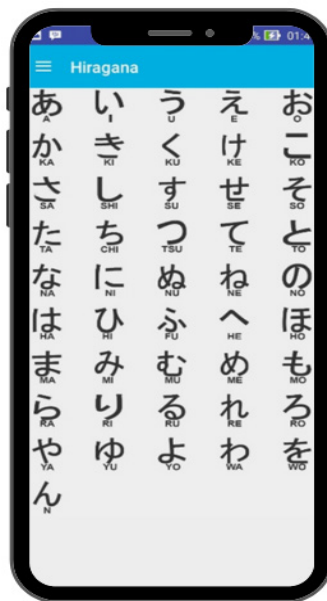 % 01:4
Hiragana
あ い う え お
A I U E O
か き く け こ
KA KI KU KE KO
さ し す せ そ
SA SHI SU SE SO
た ち つ て と
TA CHI TSU TE TO
な に ぬ ね の
NA NI NU NE NO
は ひ ふ へ ほ
HA HI FU HE HO
ま み む め も
MA MI MU ME MO
ら り る れ ろ
RA RI RU RE RO
や ゆ よ わ を
YA YU YO WA WO
ん
N